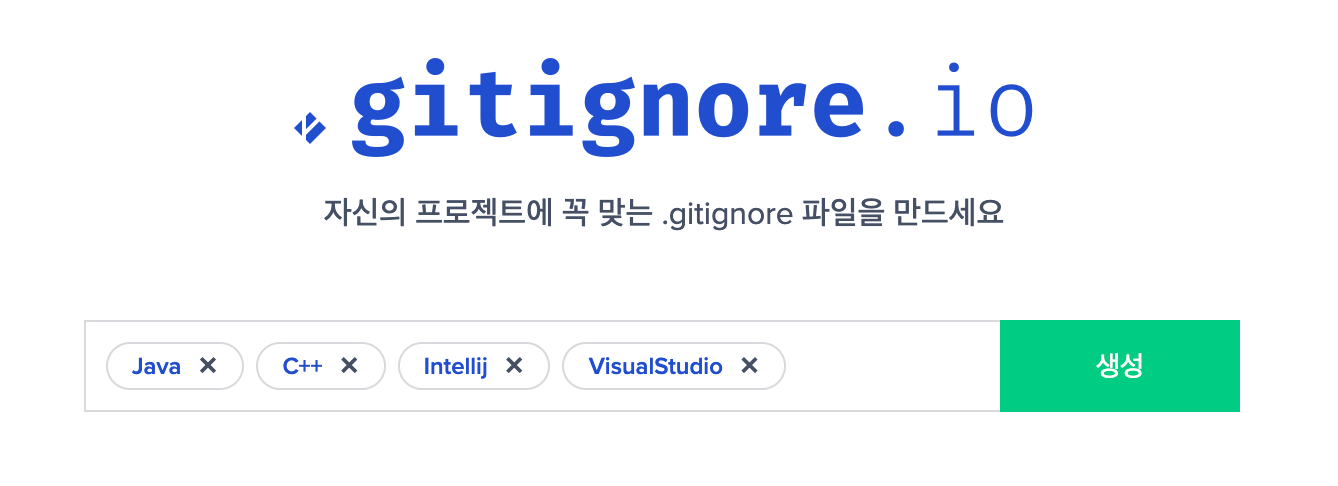 gitignore.io
자신의 프로젝트에 꼭 맞는 .gitignore 파일을 만드세요
Java × C++ × Intellij × VisualStudio × 생성